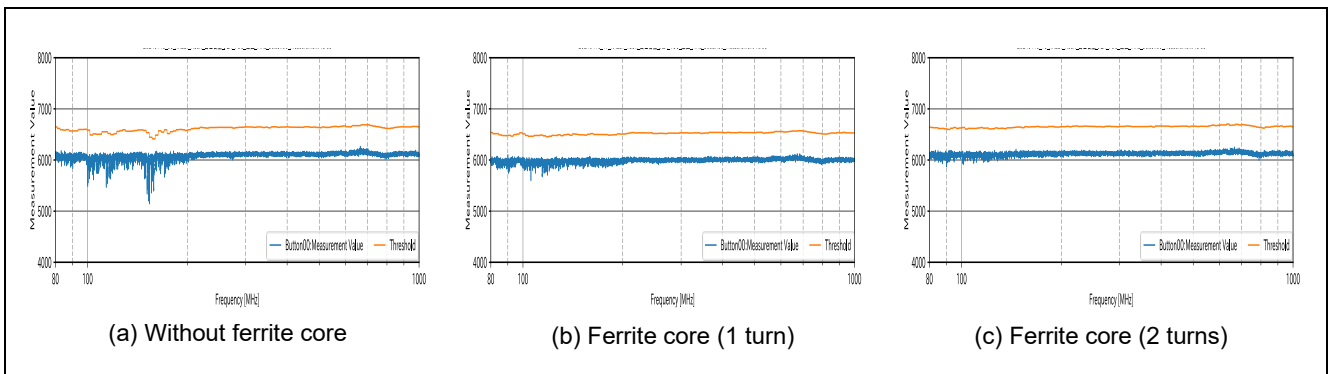 8000
7000
6000
5000
4000
Measurement Value
Button00:Measurement Value
Threshold
80
100
1000
Frequency [MHz]
(a) Without ferrite core
8000
7000
6000
5000
4000
Measurement Value
Button00:Measurement Value
Threshold
80
100
1000
Frequency [MHz]
(b) Ferrite core (1 turn)
8000
7000
6000
5000
4000
Measurement Value
Button00:Measurement Value
Threshold
80
100
1000
Frequency [MHz]
(c) Ferrite core (2 turns)